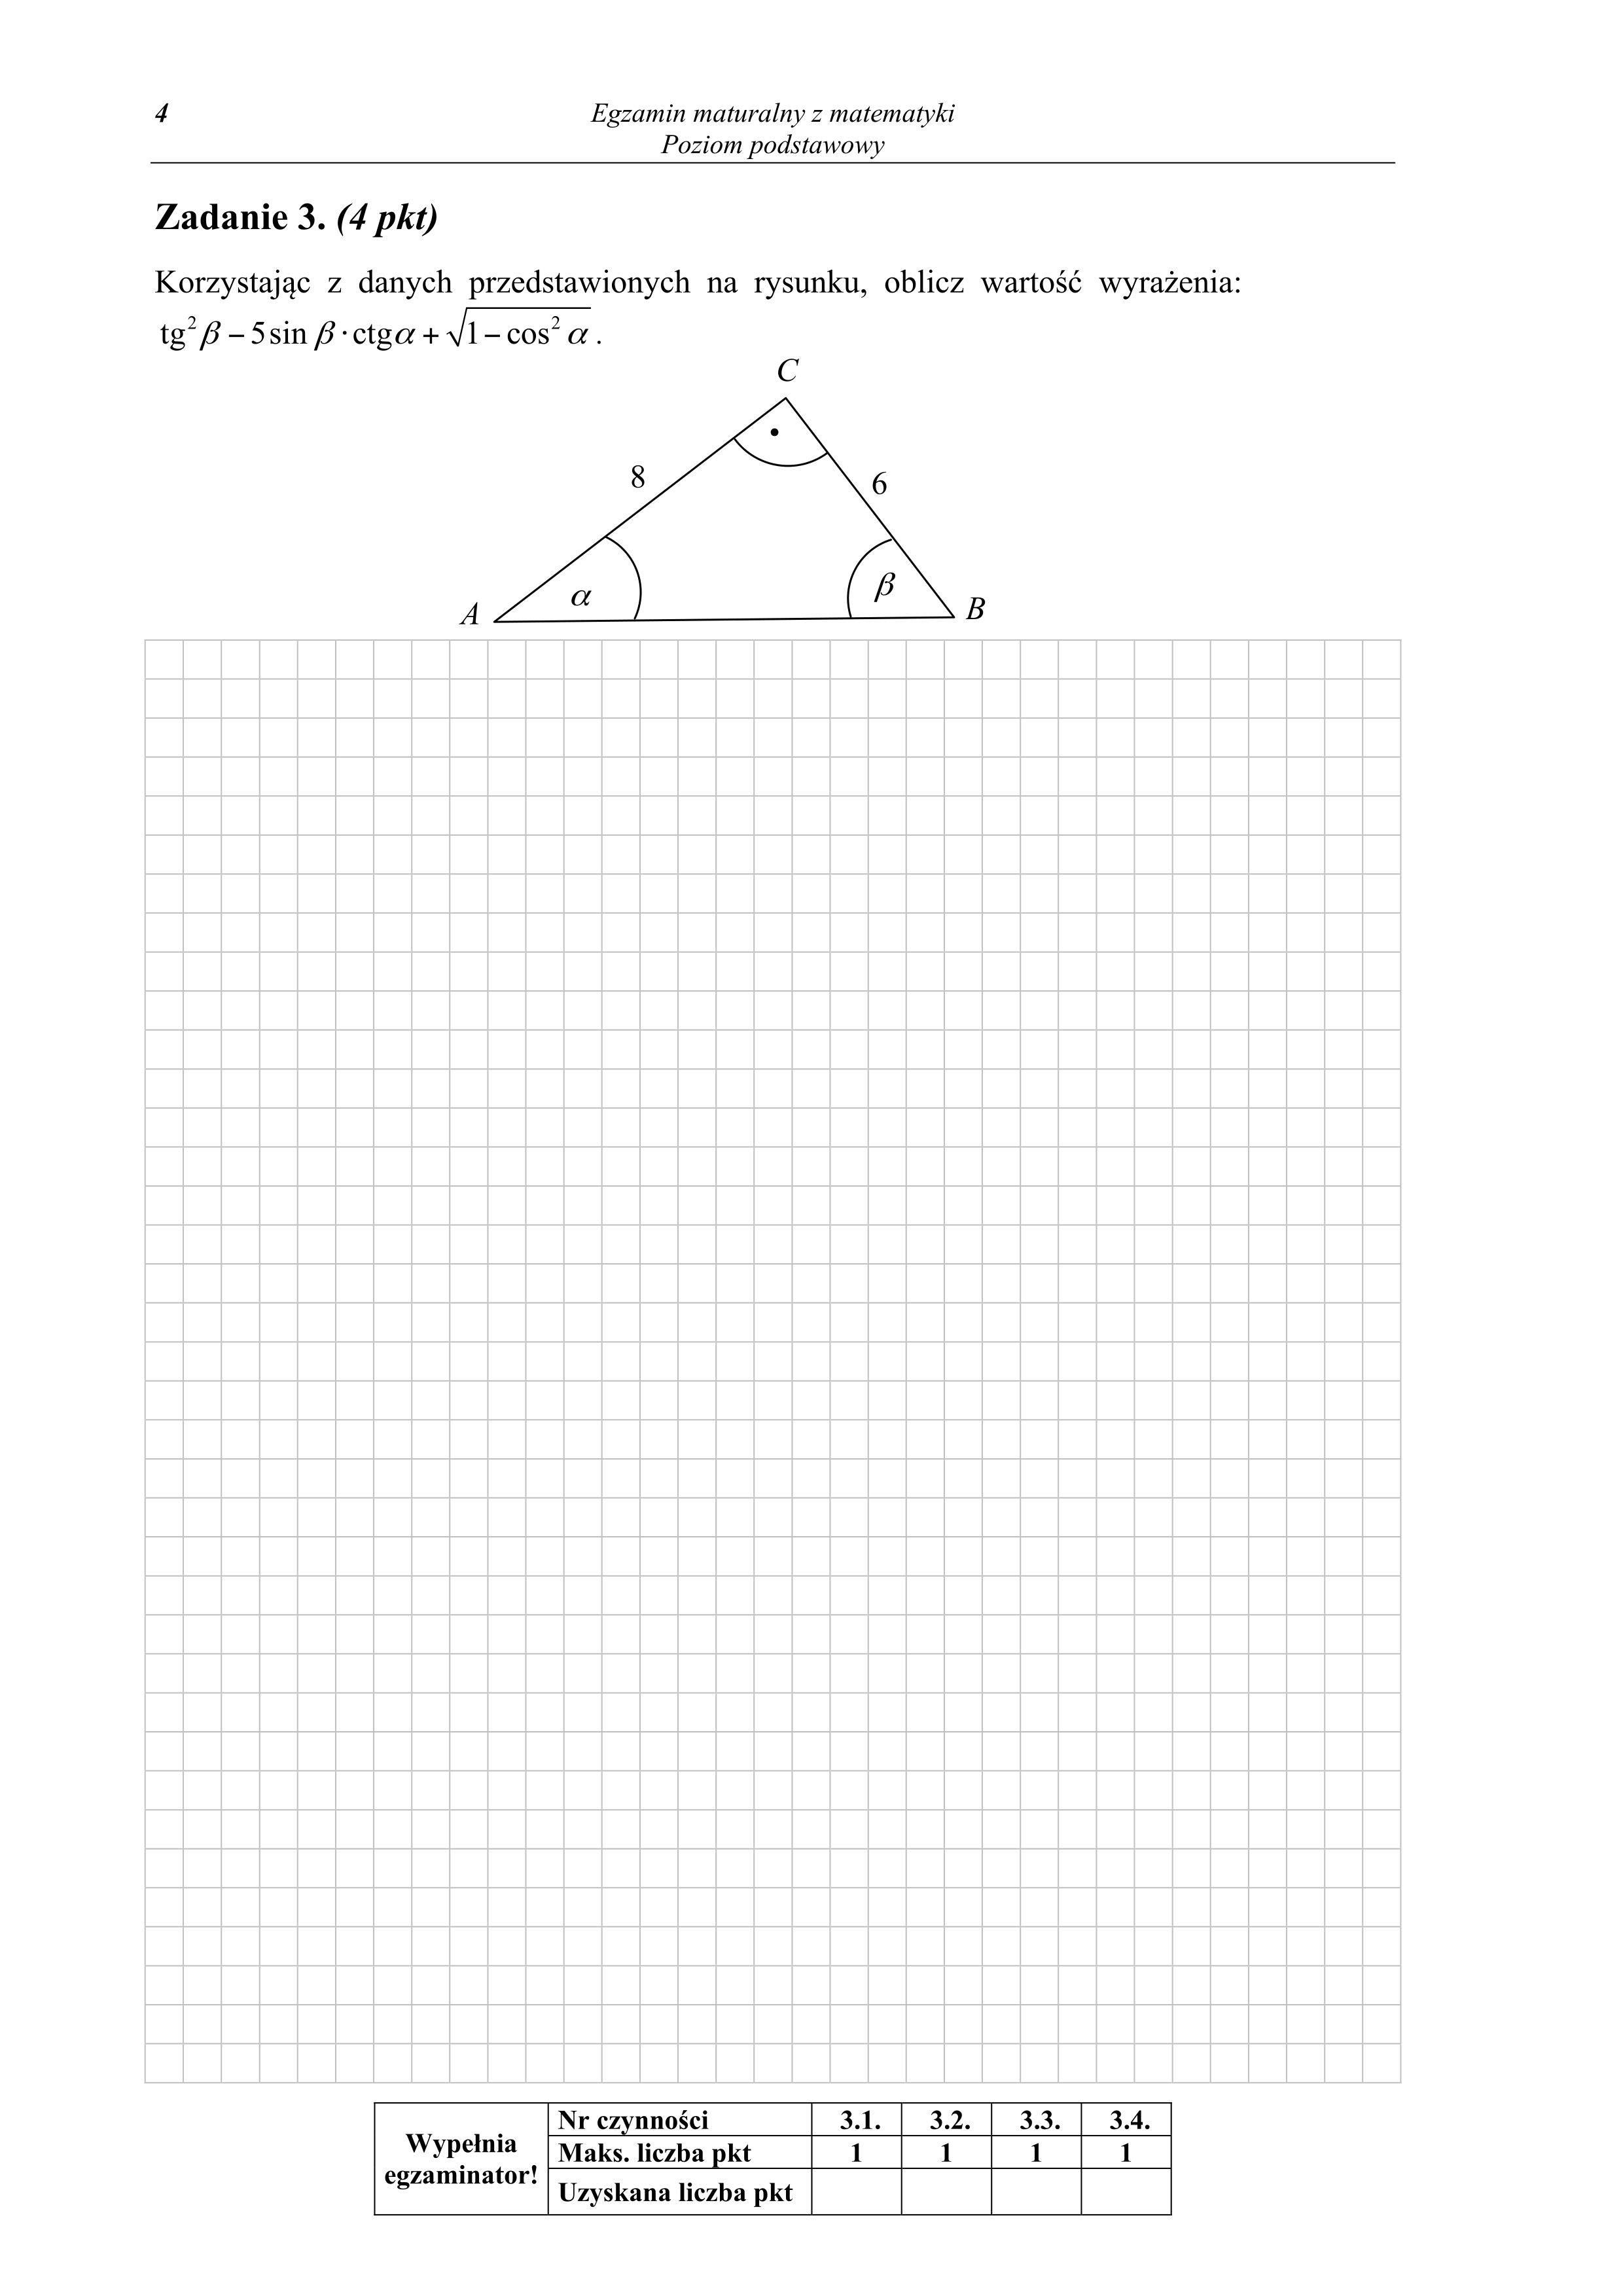 4
Egzamin maturalny z matematyki
Poziom podstawowy
Zadanie 3. (4 pkt)
Korzystając z danych przedstawionych na rysunku, oblicz wartość wyrażenia:
tg² β – 5 sin β · ctg α + √(1 – cos² α) .
C
8
6
α
β
A
B
Wypełnia
egzaminator!
Nr czynności 3.1. 3.2. 3.3. 3.4.
Maks. liczba pkt 1 1 1 1
Uzyskana liczba pkt